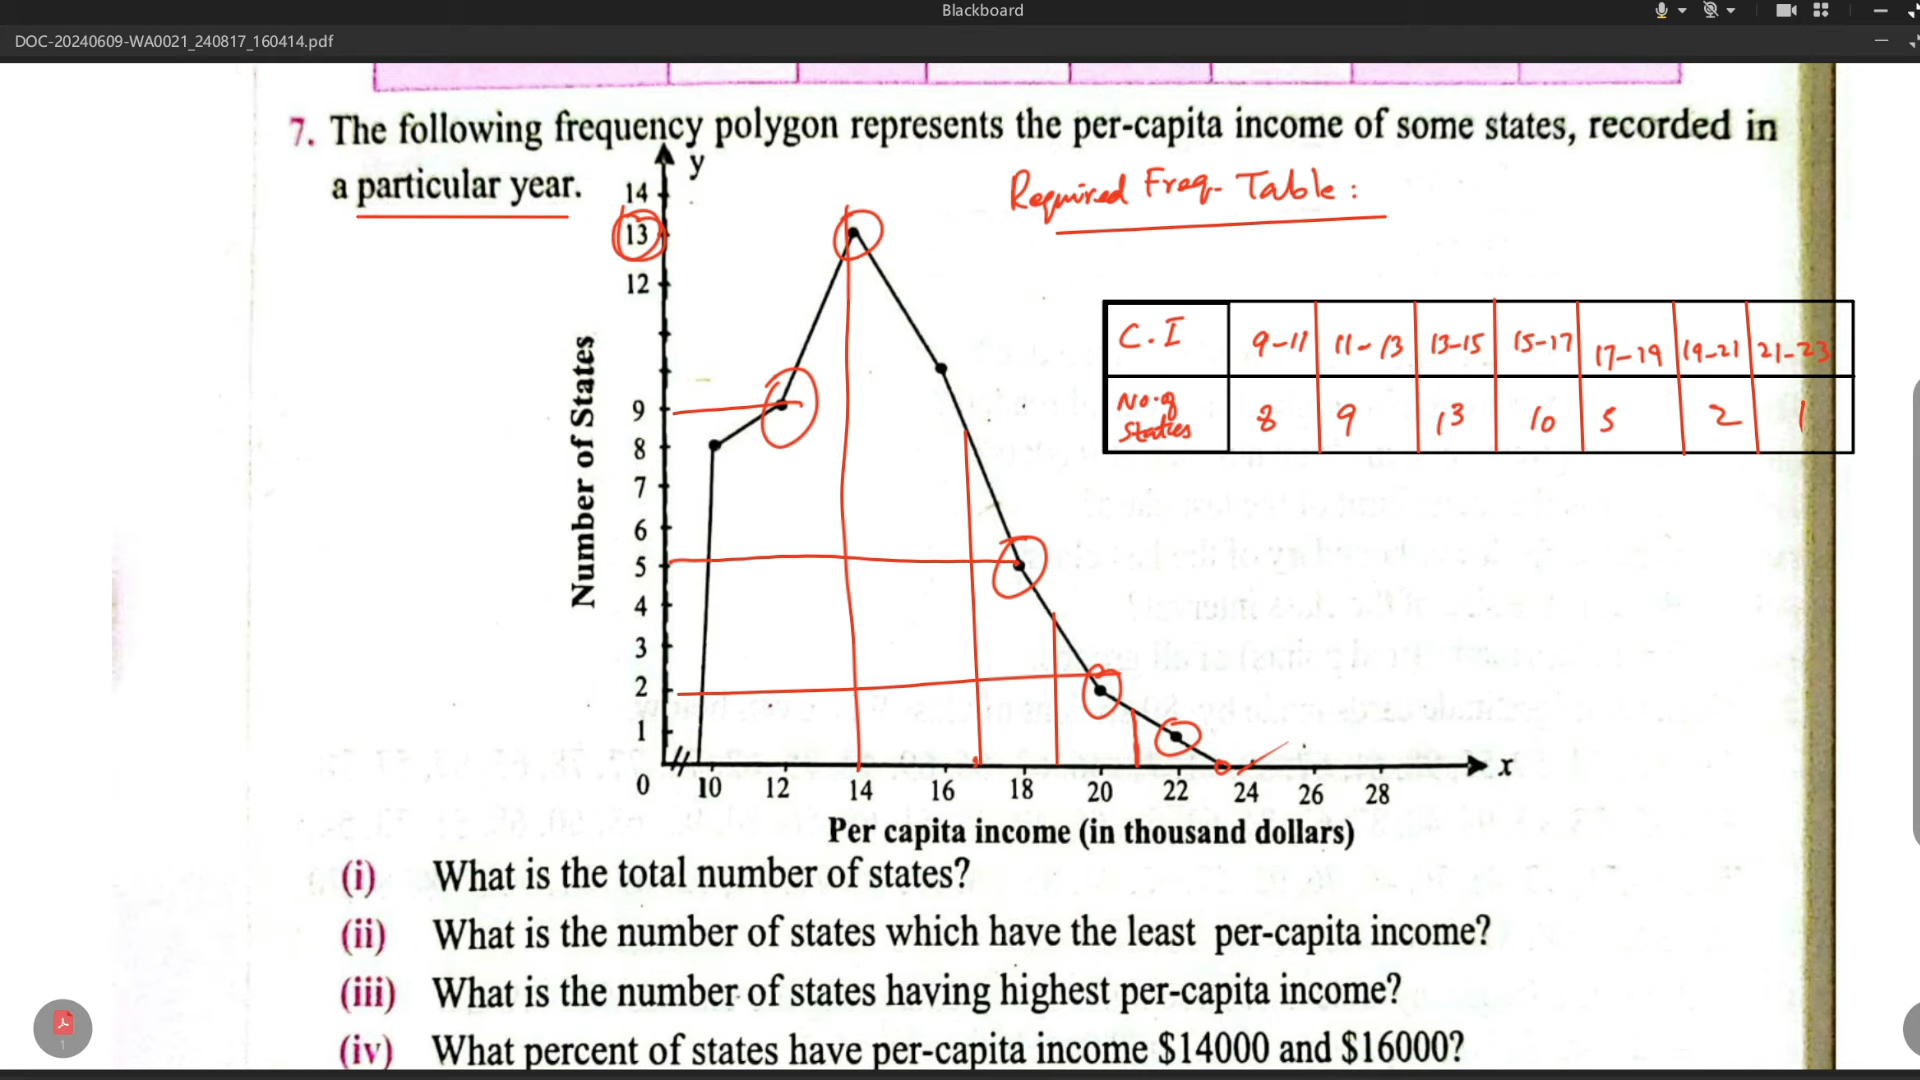 Blackboard
DOC-20240609-WA0021_240817_160414.pdf
7. The following frequency polygon represents the per-capita income of some states, recorded in
a particular year.
Required Freq- Table :
y
14
13
12
9
8
7
6
5
4
3
2
1
0
Number of States
10 12 14 16 18 20 22 24 26 28
x
Per capita income (in thousand dollars)
C.I 9-11 11-13 13-15 15-17 17-19 19-21 21-23
No.of States 8 9 13 10 5 2 1
(i) What is the total number of states?
(ii) What is the number of states which have the least per-capita income?
(iii) What is the number of states having highest per-capita income?
(iv) What percent of states have per-capita income $14000 and $16000?
1